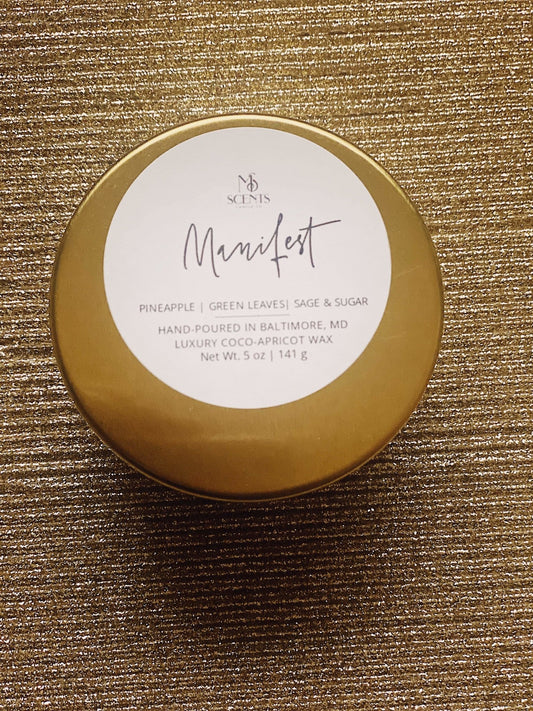 MS
SCENTS
Manifest
PINEAPPLE | GREEN LEAVES| SAGE & SUGAR
HAND-POURED IN BALTIMORE, MD
LUXURY COCO-APRICOT WAX
Net Wt. 5 oz | 141 g